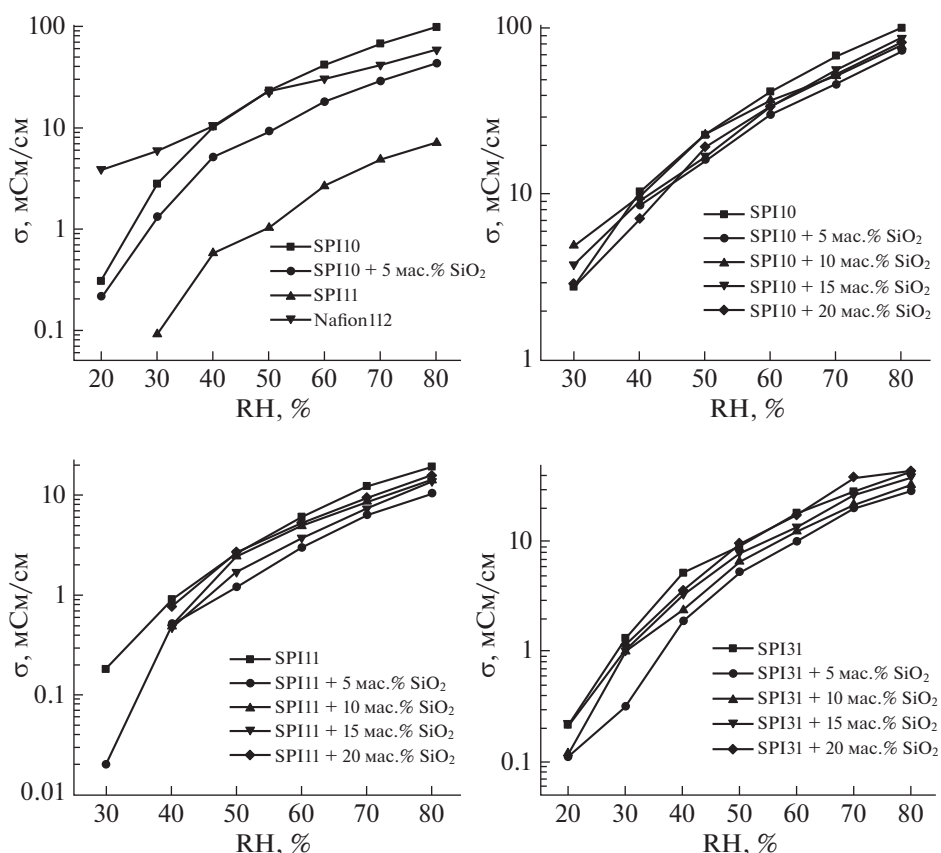 100
10
1
0.1
σ, мСм/см
20 30 40 50 60 70 80
RH, %
SPI10
SPI10 + 5 мас.% SiO₂
SPI11
Nafion112
100
10
1
σ, мСм/см
30 40 50 60 70 80
RH, %
SPI10
SPI10 + 5 мас.% SiO₂
SPI10 + 10 мас.% SiO₂
SPI10 + 15 мас.% SiO₂
SPI10 + 20 мас.% SiO₂
10
1
0.1
0.01
σ, мСм/см
30 40 50 60 70 80
RH, %
SPI11
SPI11 + 5 мас.% SiO₂
SPI11 + 10 мас.% SiO₂
SPI11 + 15 мас.% SiO₂
SPI11 + 20 мас.% SiO₂
10
1
0.1
σ, мСм/см
20 30 40 50 60 70 80
RH, %
SPI31
SPI31 + 5 мас.% SiO₂
SPI31 + 10 мас.% SiO₂
SPI31 + 15 мас.% SiO₂
SPI31 + 20 мас.% SiO₂